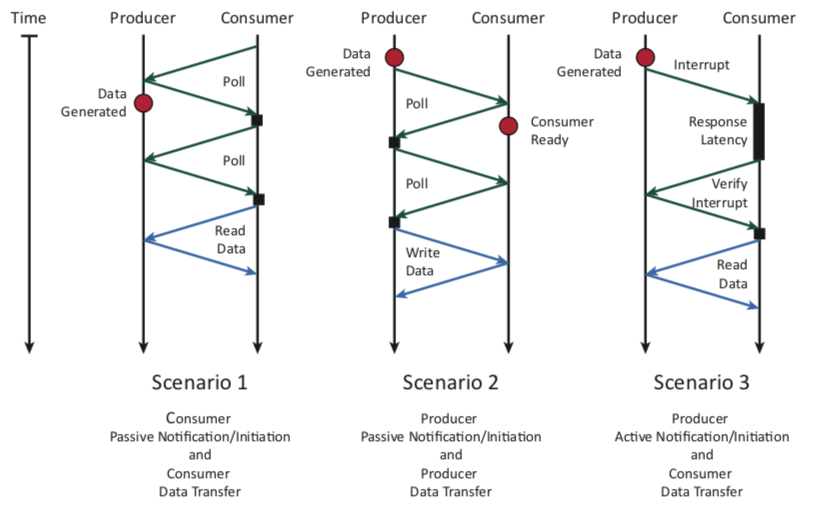 Time
Producer
Consumer
Poll
Data
Generated
Poll
Read
Data
Producer
Consumer
Data
Generated
Poll
Consumer
Ready
Poll
Write
Data
Producer
Consumer
Data
Generated
Interrupt
Response
Latency
Verify
Interrupt
Read
Data
Scenario 1
Consumer
Passive Notification/Initiation
and
Consumer
Data Transfer
Scenario 2
Producer
Passive Notification/Initiation
and
Producer
Data Transfer
Scenario 3
Producer
Active Notification/Initiation
and
Consumer
Data Transfer